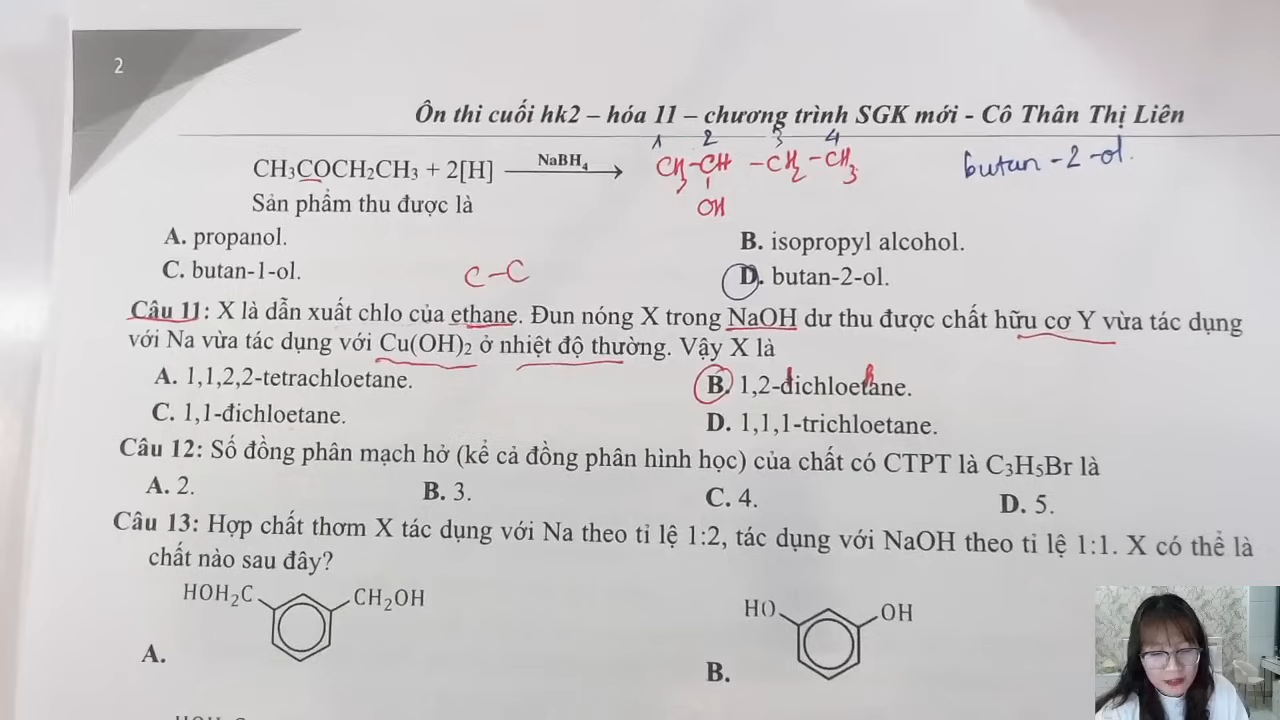 2
Ôn thi cuối hk2 – hóa 11 – chương trình SGK mới - Cô Thân Thị Liên
1 2 3 4
CH₃COCH₂CH₃ + 2[H] NaBH₄ CH₃-CH-CH₂-CH₃ butan-2-ol.
OH
Sản phẩm thu được là
A. propanol. B. isopropyl alcohol.
C. butan-1-ol. C-C D. butan-2-ol.
Câu 11: X là dẫn xuất chlo của ethane. Đun nóng X trong NaOH dư thu được chất hữu cơ Y vừa tác dụng
với Na vừa tác dụng với Cu(OH)₂ ở nhiệt độ thường. Vậy X là
A. 1,1,2,2-tetrachloetane. B. 1,2-dichloethane.
C. 1,1-đichloetane. D. 1,1,1-trichloetane.
Câu 12: Số đồng phân mạch hở (kể cả đồng phân hình học) của chất có CTPT là C₃H₅Br là
A. 2. B. 3. C. 4. D. 5.
Câu 13: Hợp chất thơm X tác dụng với Na theo tỉ lệ 1:2, tác dụng với NaOH theo tỉ lệ 1:1. X có thể là
chất nào sau đây?
HOH₂C CH₂OH HO OH
A. B.